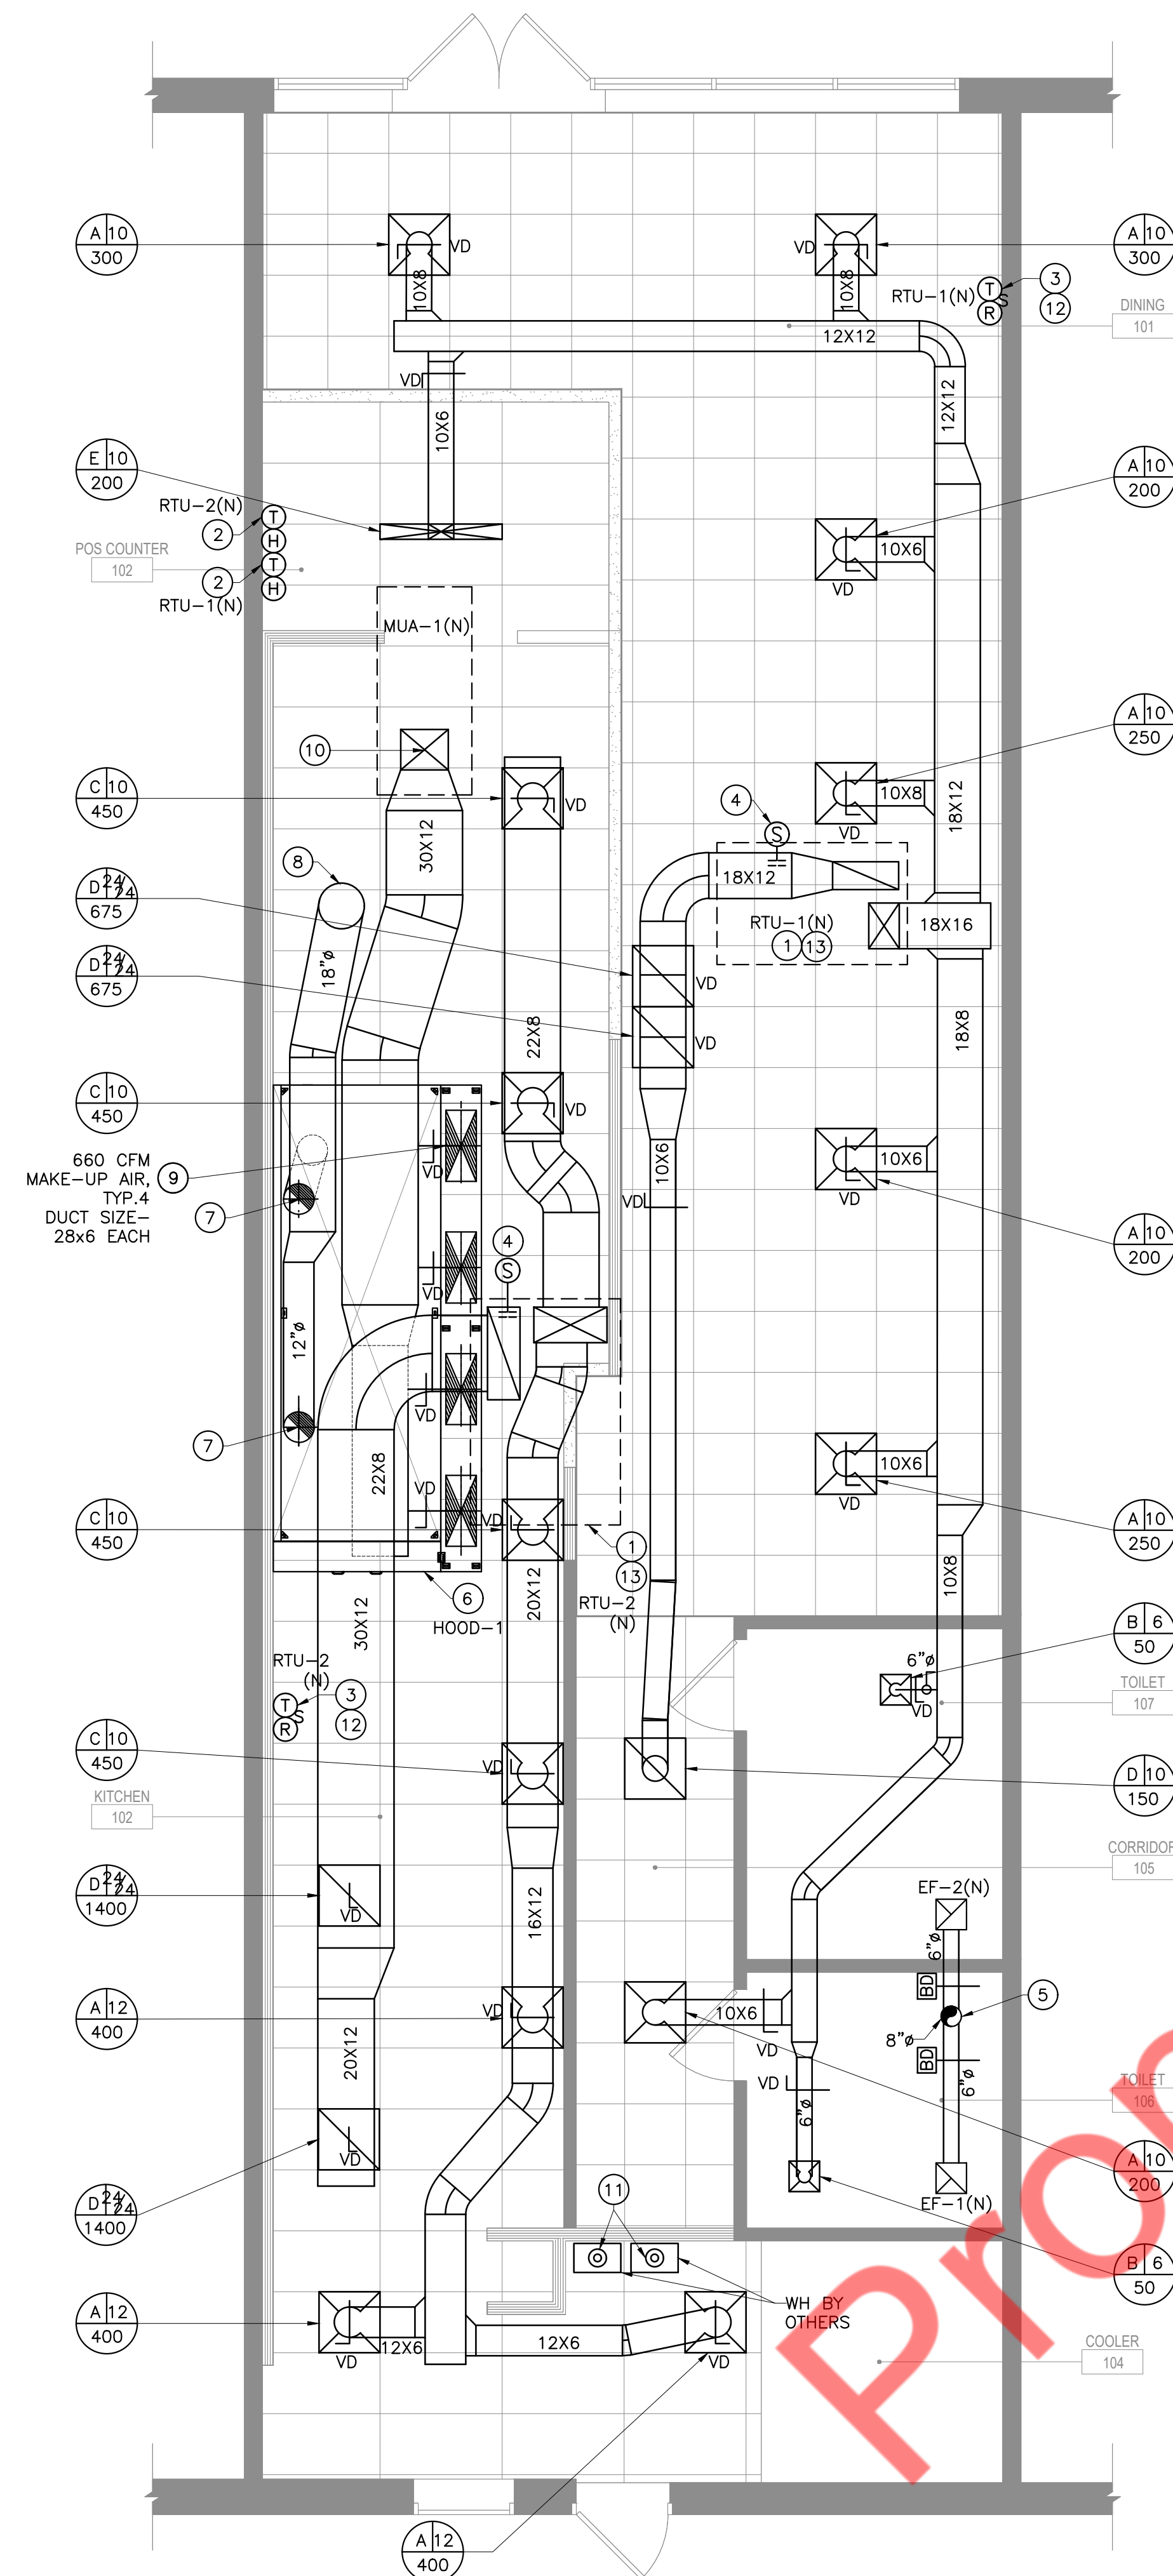 A 10
300
VD
VD
A 10
300
10X8
10X8
RTU-1(N)
T
S
R
3
12
DINING
101
12X12
VD
10X6
12X12
E 10
200
A 10
200
RTU-2(N)
2
T
H
POS COUNTER
102
T
H
2
RTU-1(N)
10X6
VD
MUA-1(N)
A 10
250
10
C 10
450
VD
10X8
VD
18X12
4
S
30X12
8
18X12
D 24/24
675
RTU-1(N)
1
13
18X16
18"ø
D 24/24
675
VD
VD
22X8
18X8
C 10
450
VD
660 CFM
MAKE-UP AIR,
TYP.4
DUCT SIZE-
28x6 EACH
9
VD
7
10X6
VD
10X6
VD
A 10
200
4
S
VD
12"ø
VD
7
22X8
VD
10X6
VD
C 10
450
VD
A 10
250
1
13
RTU-2
(N)
6
HOOD-1
20X12
30X12
10X8
B 6
50
6"ø
VD
TOILET
107
RTU-2
(N)
T
S
R
3
12
C 10
450
VD
D 10
150
KITCHEN
102
CORRIDOR
105
D 24/24
1400
VD
16X12
EF-2(N)
6"ø
BD
5
8"ø
BD
6"ø
A 12
400
VD
10X6
VD
20X12
VD
6"ø
TOILET
106
VD
A 10
200
EF-1(N)
D 24/24
1400
11
B 6
50
WH BY
OTHERS
A 12
400
12X6
VD
12X6
VD
COOLER
104
A 12
400